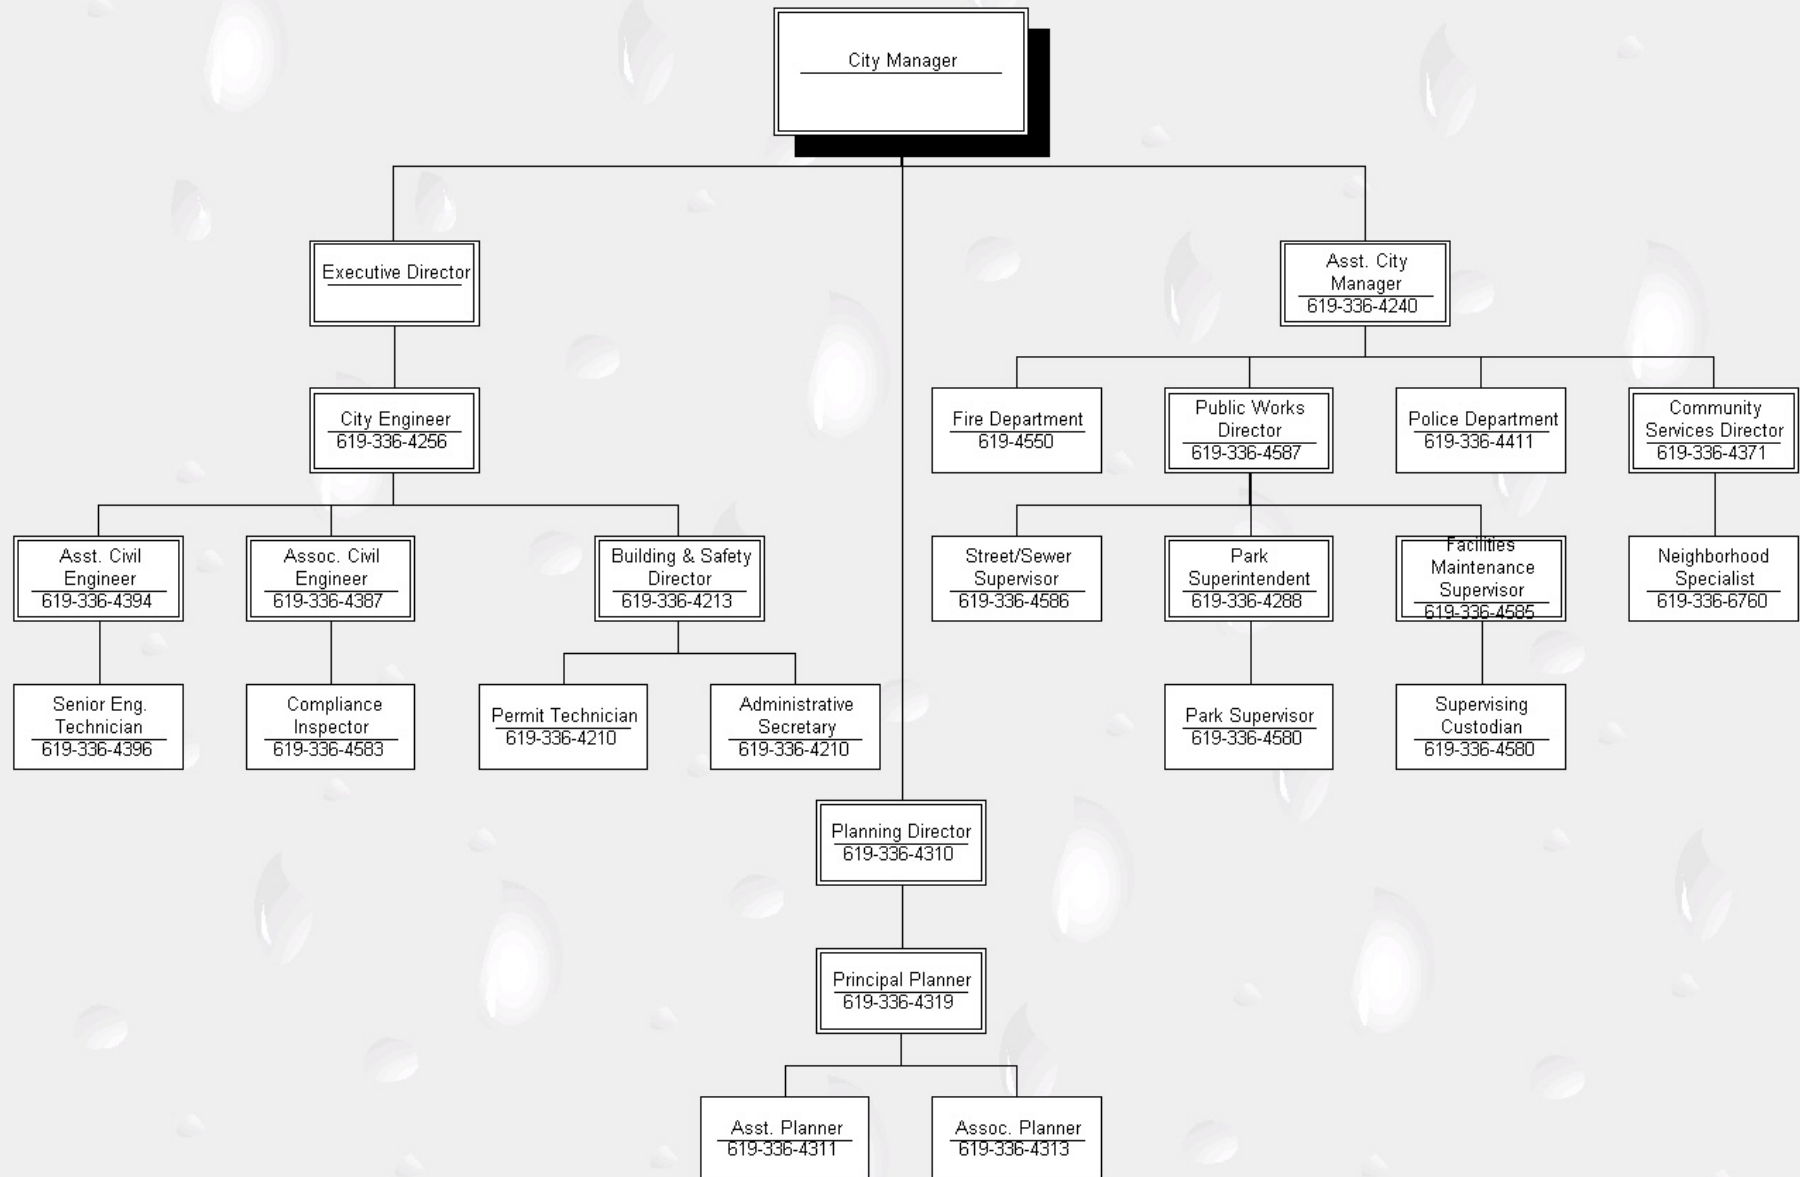 City Manager
Executive Director
Asst. City
Manager
619-336-4240
City Engineer
619-336-4256
Fire Department
619-4550
Public Works
Director
619-336-4587
Police Department
619-336-4411
Community
Services Director
619-336-4371
Asst. Civil
Engineer
619-336-4394
Assoc. Civil
Engineer
619-336-4387
Building & Safety
Director
619-336-4213
Street/Sewer
Supervisor
619-336-4586
Park
Superintendent
619-336-4288
Facilities
Maintenance
Supervisor
619-336-4585
Neighborhood
Specialist
619-336-6760
Senior Eng.
Technician
619-336-4396
Compliance
Inspector
619-336-4583
Permit Technician
619-336-4210
Administrative
Secretary
619-336-4210
Park Supervisor
619-336-4580
Supervising
Custodian
619-336-4580
Planning Director
619-336-4310
Principal Planner
619-336-4319
Asst. Planner
619-336-4311
Assoc. Planner
619-336-4313